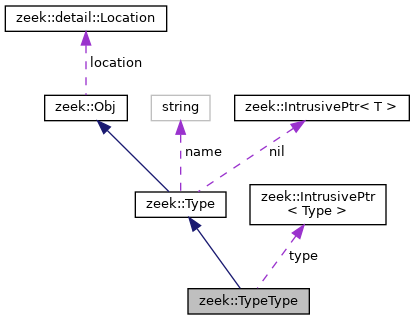 zeek::detail::Location
location
zeek::Obj
string
zeek::IntrusivePtr< T >
name
nil
zeek::Type
zeek::IntrusivePtr
< Type >
type
zeek::TypeType